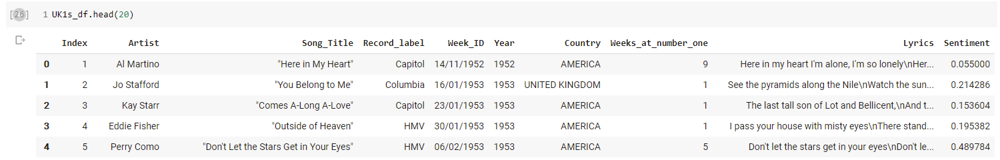 [26] 1 UK1s_df.head(20)
Index Artist Song_Title Record_label Week_ID Year Country Weeks_at_number_one Lyrics Sentiment
0 1 Al Martino "Here in My Heart" Capitol 14/11/1952 1952 AMERICA 9 Here in my heart I'm alone, I'm so lonely\nHer... 0.055000
1 2 Jo Stafford "You Belong to Me" Columbia 16/01/1953 1953 UNITED KINGDOM 1 See the pyramids along the Nile\nWatch the sun... 0.214286
2 3 Kay Starr "Comes A-Long A-Love" Capitol 23/01/1953 1953 AMERICA 1 The last tall son of Lot and Bellicent,\nAnd t... 0.153604
3 4 Eddie Fisher "Outside of Heaven" HMV 30/01/1953 1953 AMERICA 1 I pass your house with misty eyes\nThere stand... 0.195382
4 5 Perry Como "Don't Let the Stars Get in Your Eyes" HMV 06/02/1953 1953 AMERICA 5 Don't let the stars get in your eyes\nDon't le... 0.489784